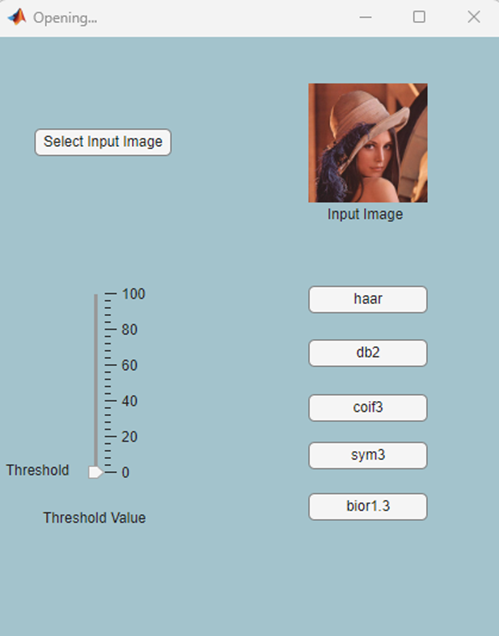 Opening...
Select Input Image
Input Image
100
80
60
40
20
0
Threshold
Threshold Value
haar
db2
coif3
sym3
bior1.3